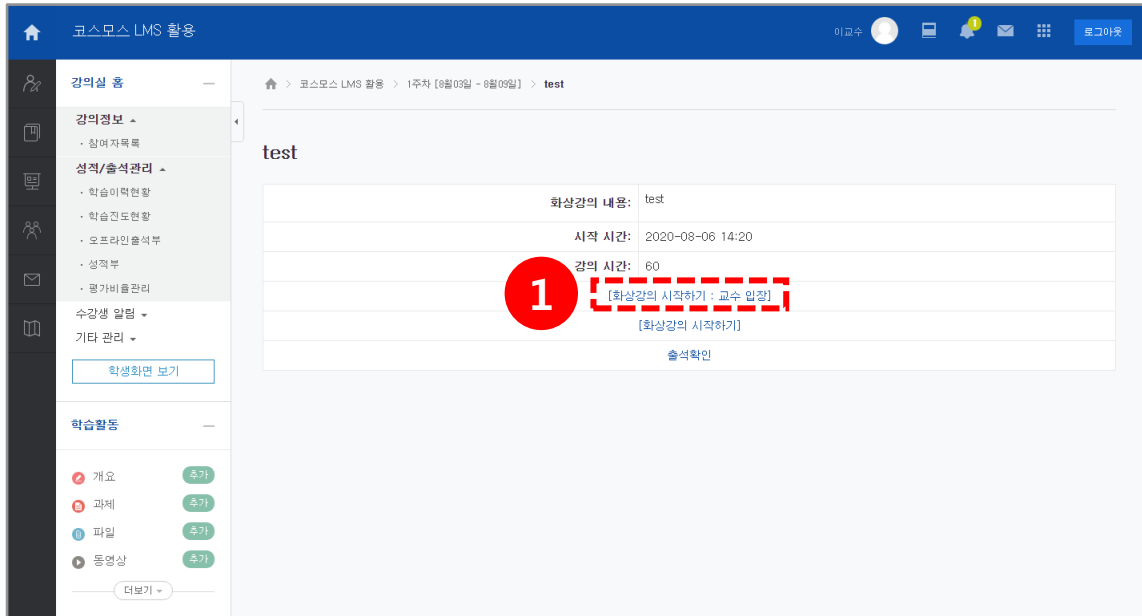 코스모스 LMS 활용
이교수
1
로그아웃
강의실 홈
강의정보
· 참여자목록
성적/출석관리
· 학습이력현황
· 학습진도현황
· 오프라인출석부
· 성적부
· 평가비율관리
수강생 알림
기타 관리
학생화면 보기
학습활동
개요 추가
과제 추가
파일 추가
동영상 추가
더보기
> 코스모스 LMS 활용 > 1주차 [8월03일 - 8월09일] > test
test
화상강의 내용: test
시작 시간: 2020-08-06 14:20
강의 시간: 60
1
[화상강의 시작하기 : 교수 입장]
[화상강의 시작하기]
출석확인